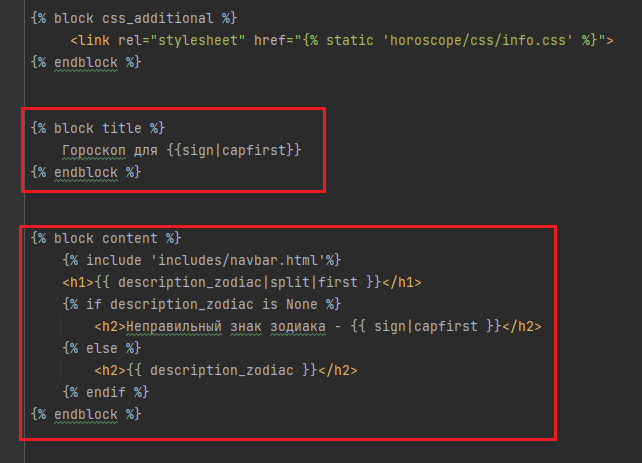 {% block css_additional %}
<link rel="stylesheet" href="{% static 'horoscope/css/info.css' %}">
{% endblock %}
{% block title %}
Гороскоп для {{sign|capfirst}}
{% endblock %}
{% block content %}
{% include 'includes/navbar.html'%}
<h1>{{ description_zodiac|split|first }}</h1>
{% if description_zodiac is None %}
<h2>Неправильный знак зодиака - {{ sign|capfirst }}</h2>
{% else %}
<h2>{{ description_zodiac }}</h2>
{% endif %}
{% endblock %}